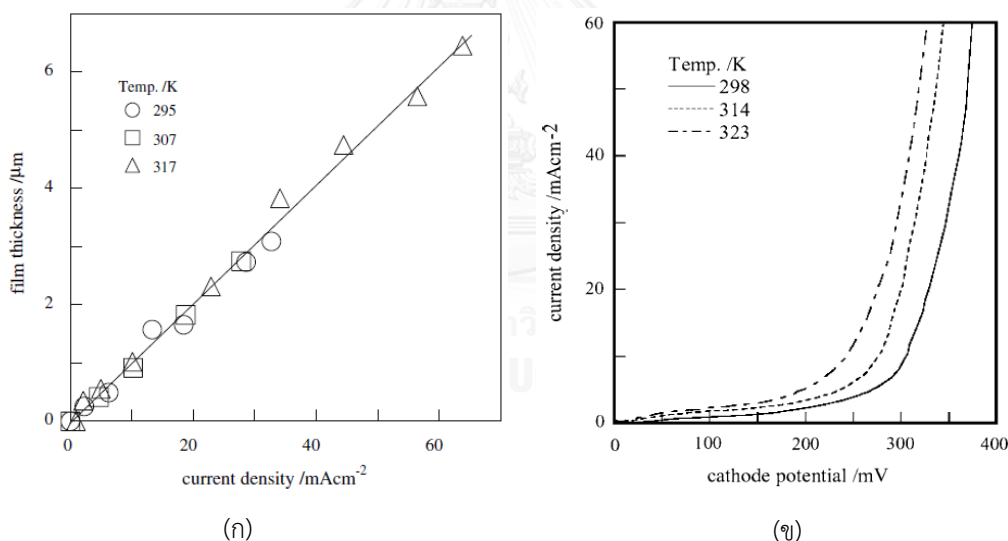 6
4
2
0
0
20
40
60
film thickness /μm
Temp. /K
295
307
317
current density /mAcm-2
(ก)
60
40
20
0
0
100
200
300
400
current density /mAcm-2
Temp. /K
298
314
323
cathode potential /mV
(ข)